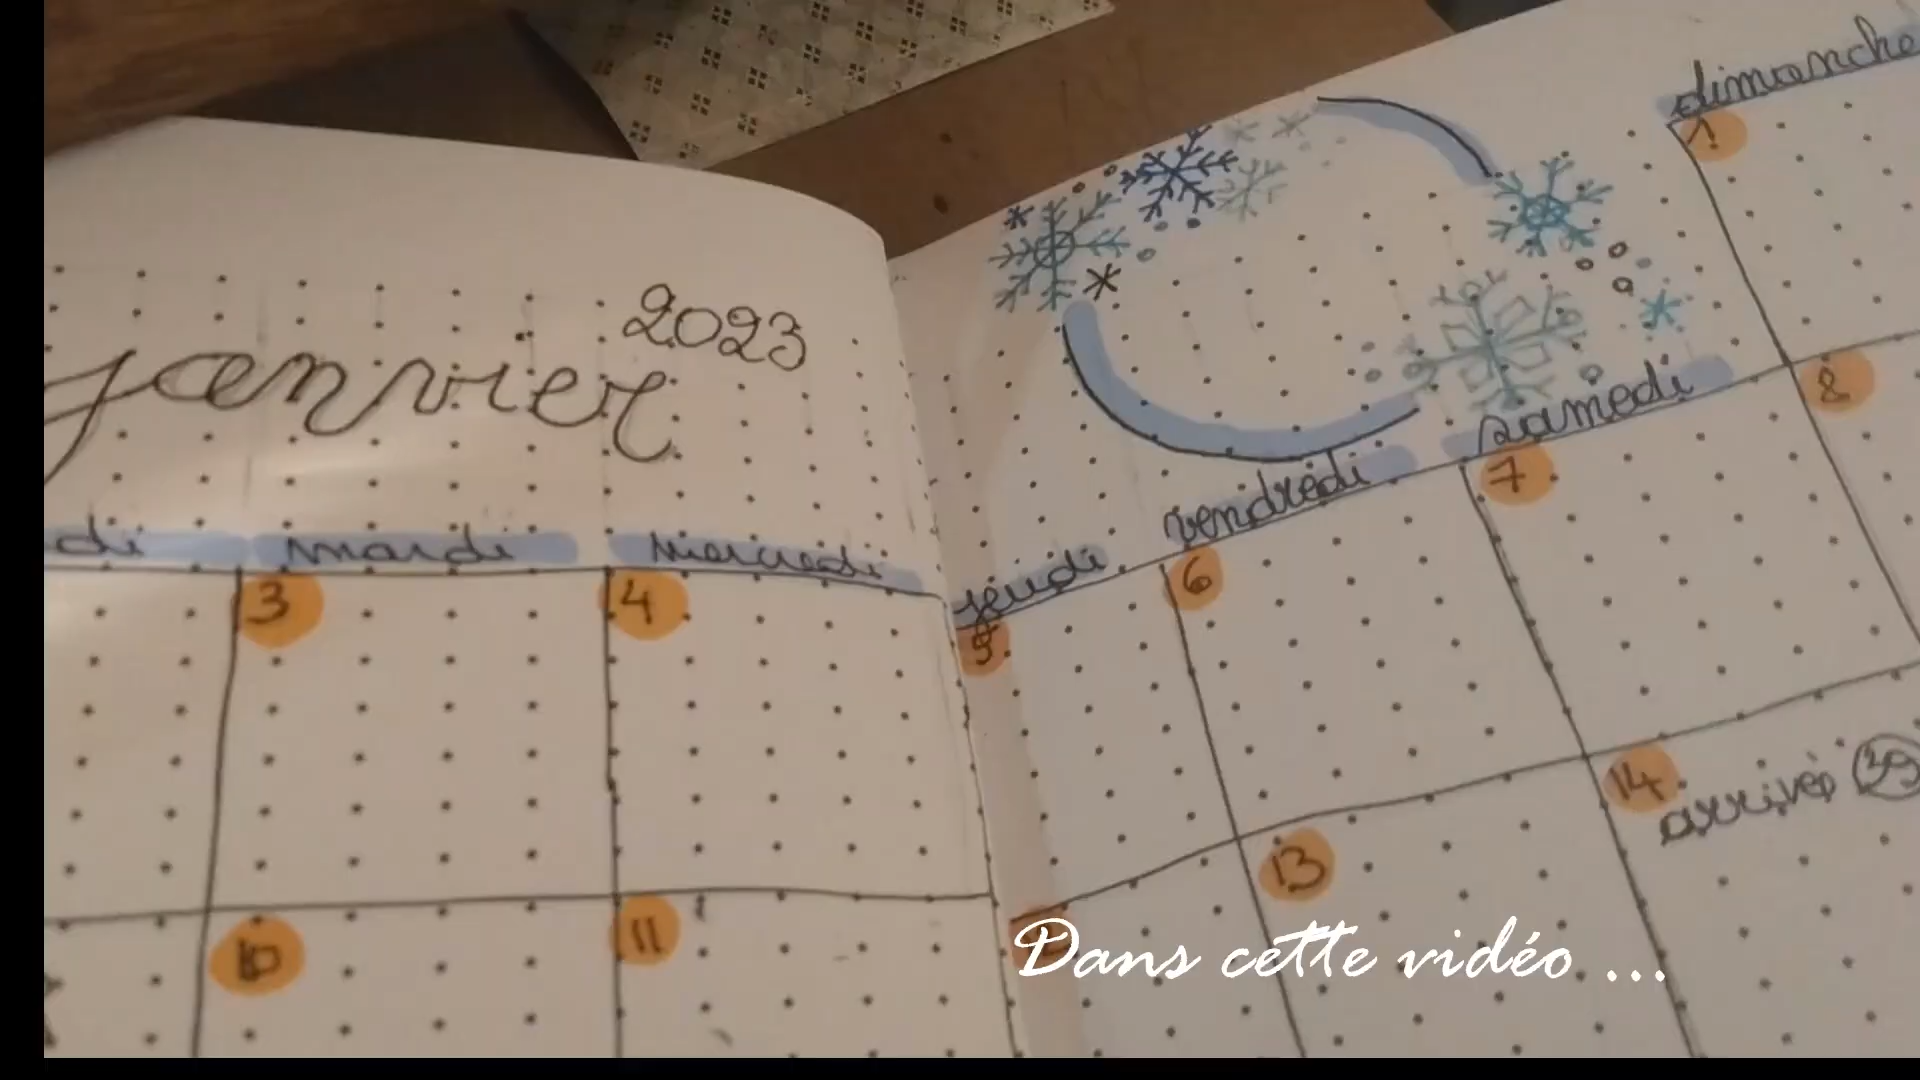 2023
janvier
di mardi mercredi
jeudi vendredi samedi dimanche
1
3 4 5 6 7 8
10 11 13 14
arrivée
Dans cette vidéo ...